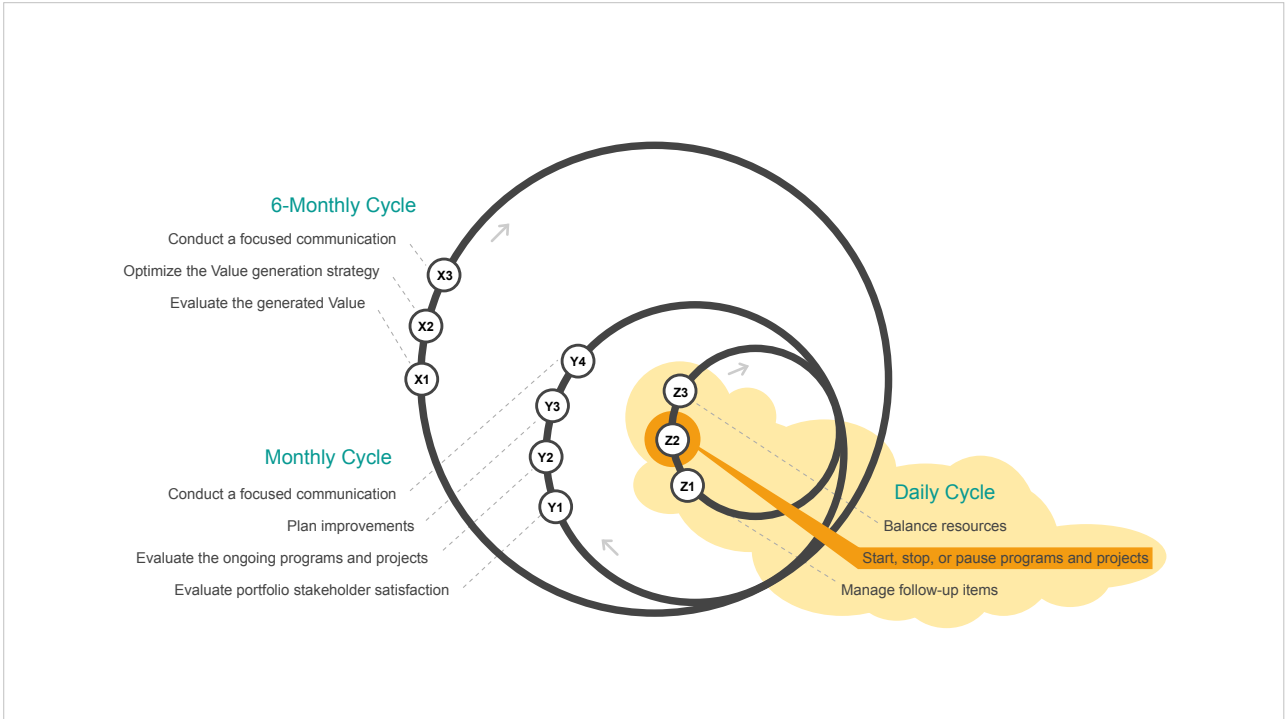 6-Monthly Cycle
Conduct a focused communication
Optimize the Value generation strategy
Evaluate the generated Value
X3
X2
X1
Monthly Cycle
Conduct a focused communication
Plan improvements
Evaluate the ongoing programs and projects
Evaluate portfolio stakeholder satisfaction
Y4
Y3
Y2
Y1
Z3
Z2
Z1
Daily Cycle
Balance resources
Start, stop, or pause programs and projects
Manage follow-up items